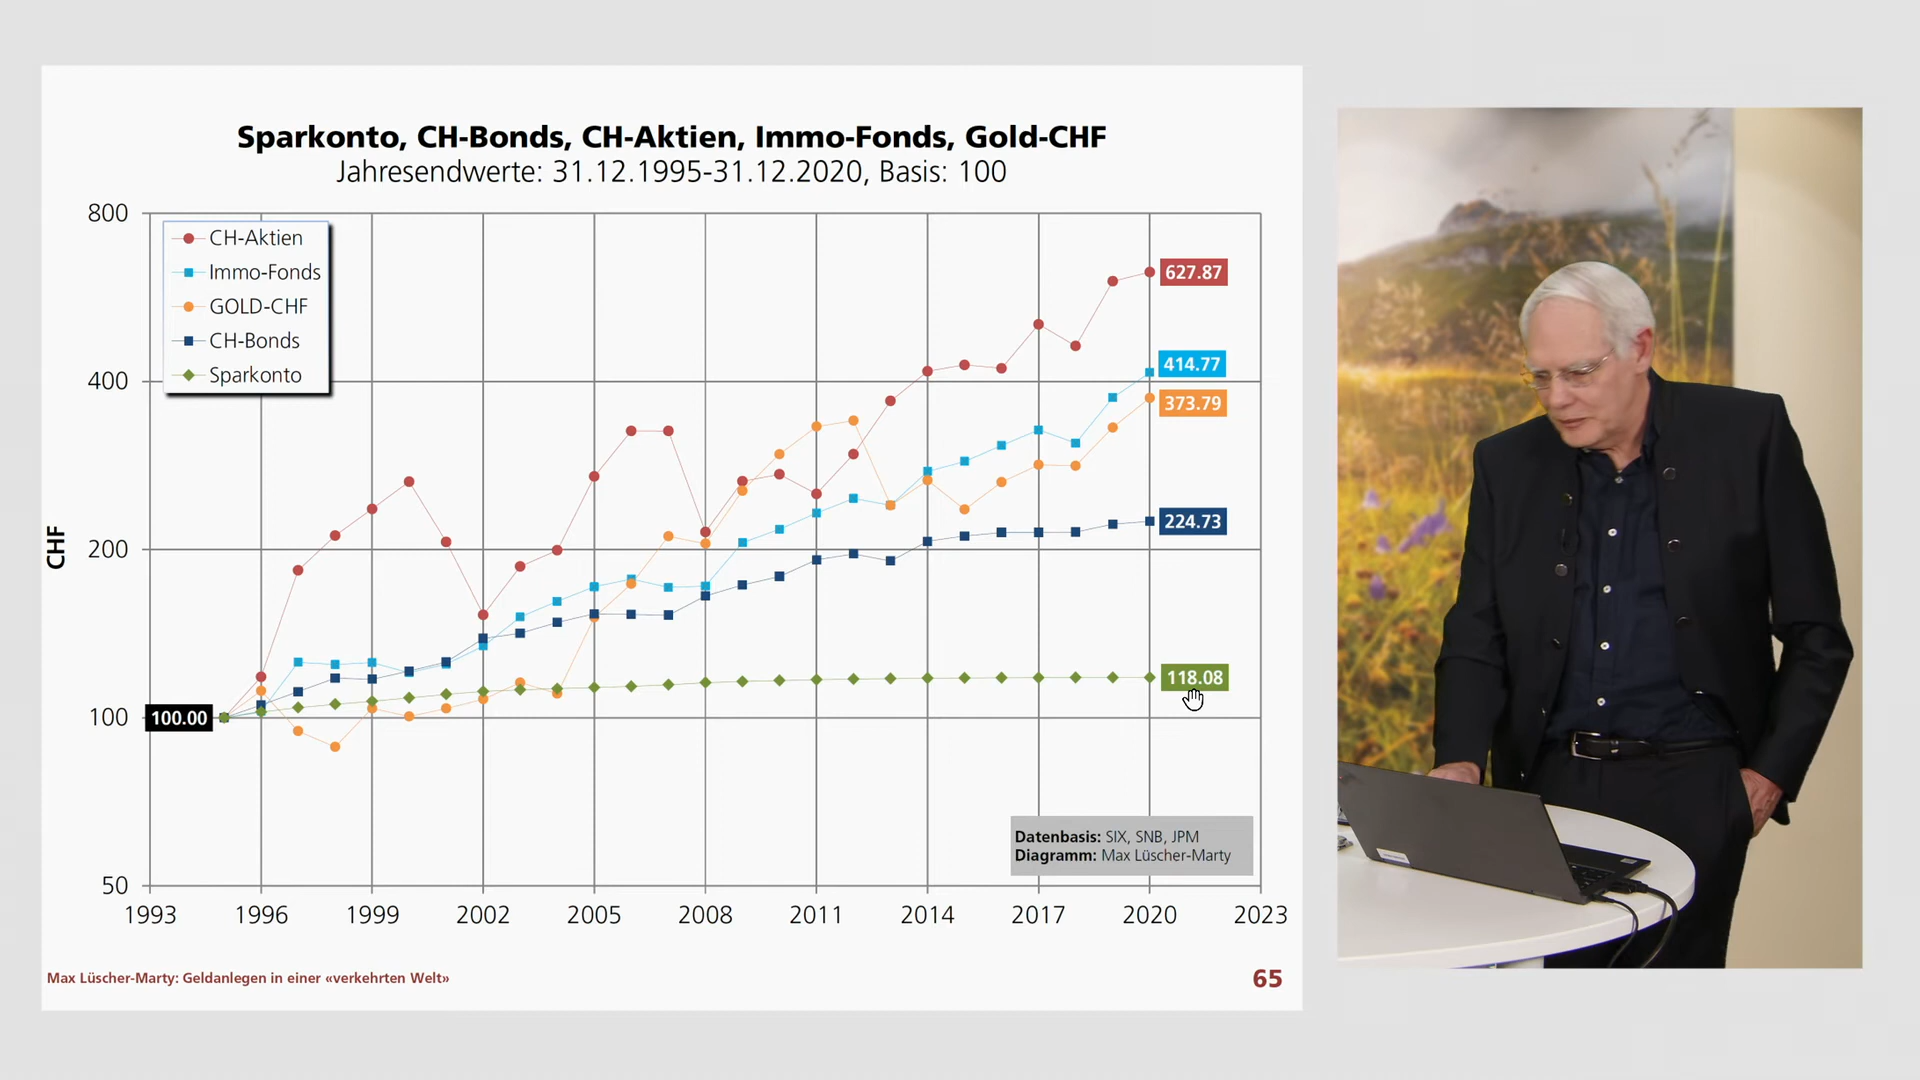 Sparkonto, CH-Bonds, CH-Aktien, Immo-Fonds, Gold-CHF
Jahresendwerte: 31.12.1995-31.12.2020, Basis: 100
800
400
200
100
50
CHF
CH-Aktien
Immo-Fonds
GOLD-CHF
CH-Bonds
Sparkonto
100.00
627.87
414.77
373.79
224.73
118.08
Datenbasis: SIX, SNB, JPM
Diagramm: Max Lüscher-Marty
1993 1996 1999 2002 2005 2008 2011 2014 2017 2020 2023
Max Lüscher-Marty: Geldanlegen in einer «verkehrten Welt»
65